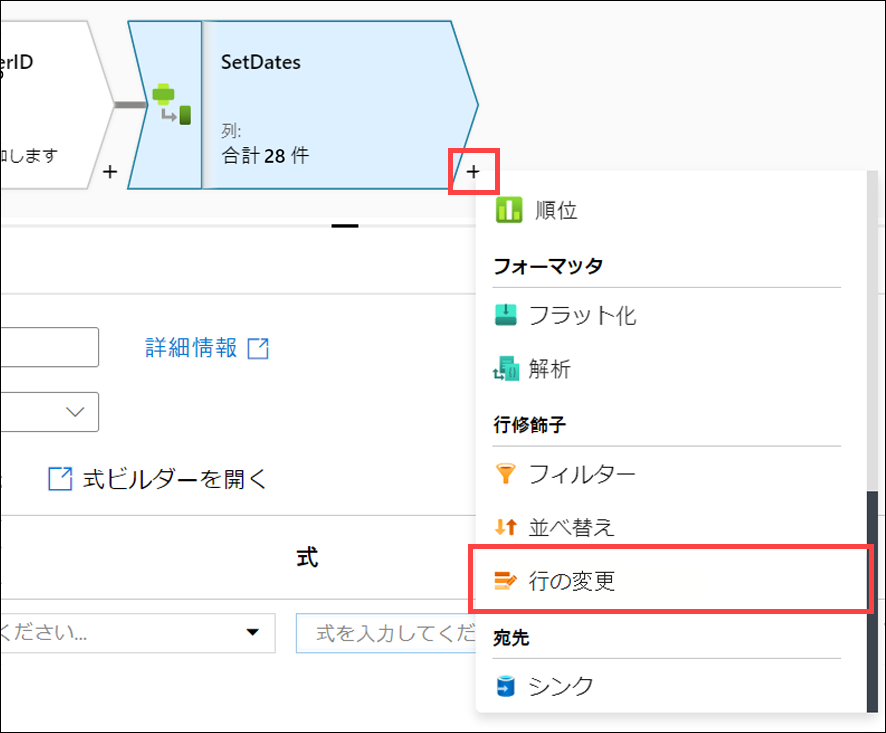 erID
加します
+
SetDates
列:
合計 28 件
+
順位
フォーマッタ
フラット化
解析
行修飾子
フィルター
並べ替え
行の変更
宛先
シンク
詳細情報
式ビルダーを開く
式
ください...
式を入力してくだ